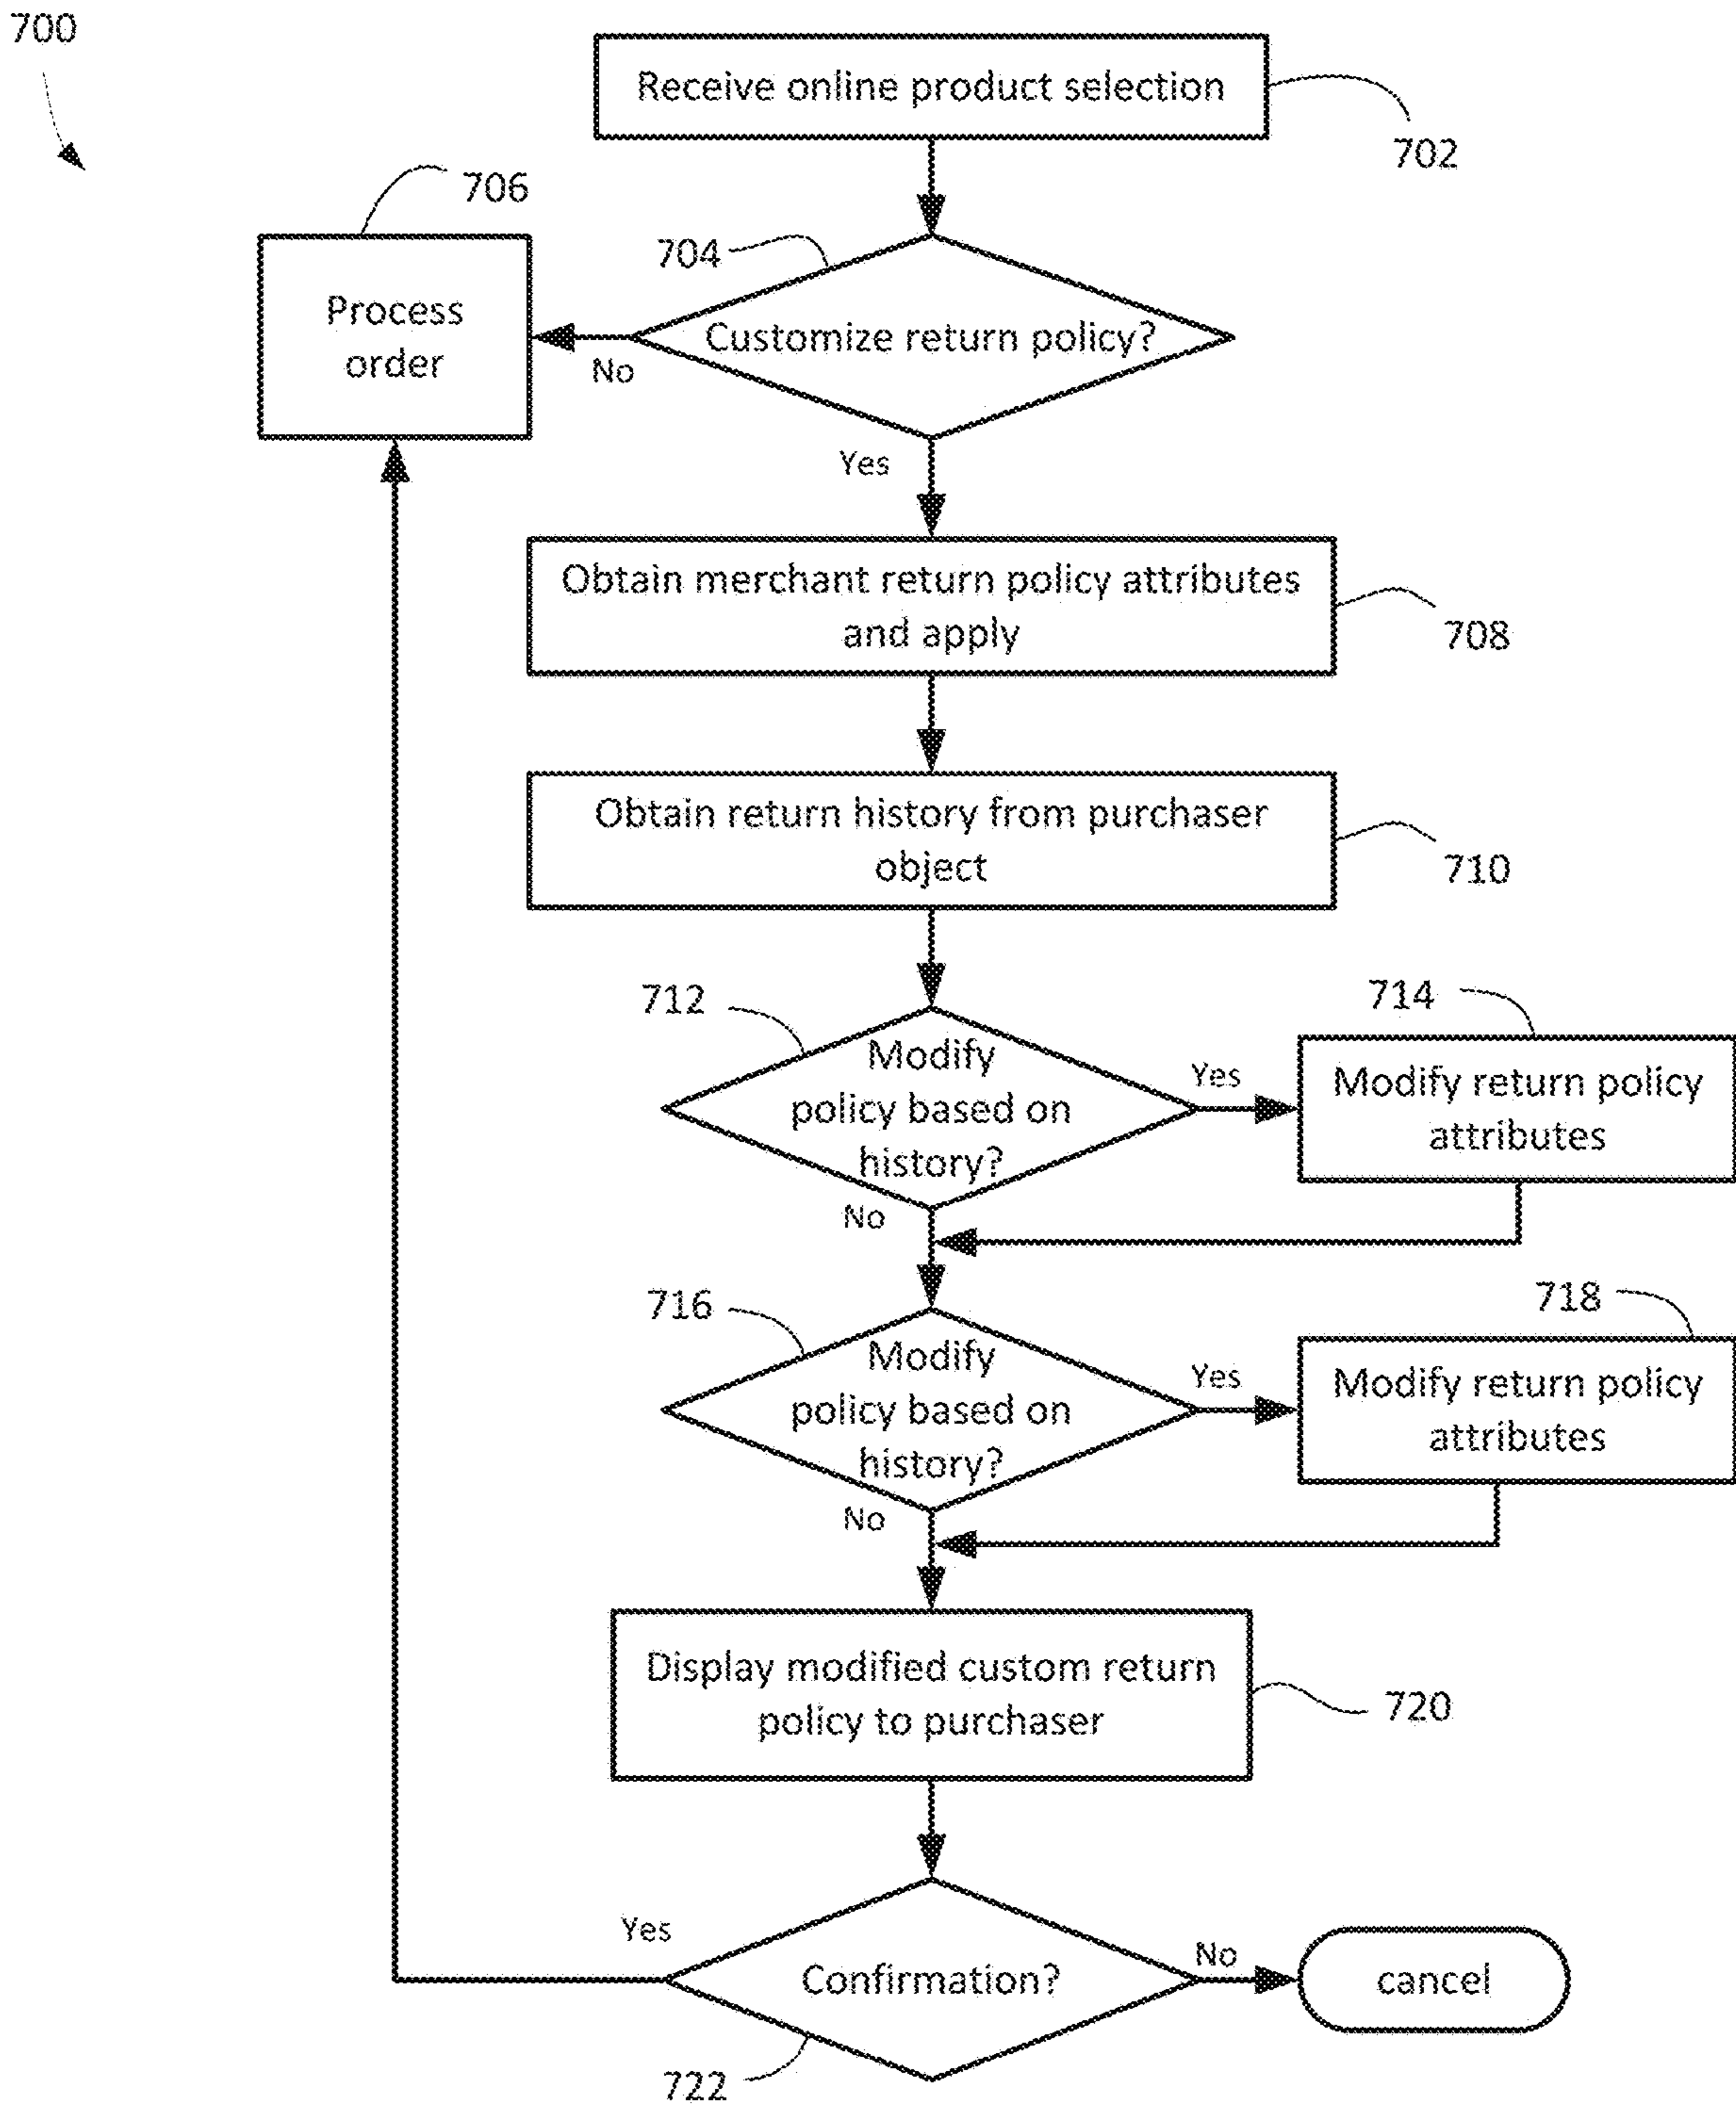 700
Receive online product selection
702
706
704
Process
order
Customize return policy?
No
Yes
Obtain merchant return policy attributes
and apply
708
Obtain return history from purchaser
object
710
712
714
Modify
policy based on
history?
Yes
Modify return policy
attributes
No
716
718
Modify
policy based on
history?
Yes
Modify return policy
attributes
No
Display modified custom return
policy to purchaser
720
Yes
Confirmation?
No
cancel
722